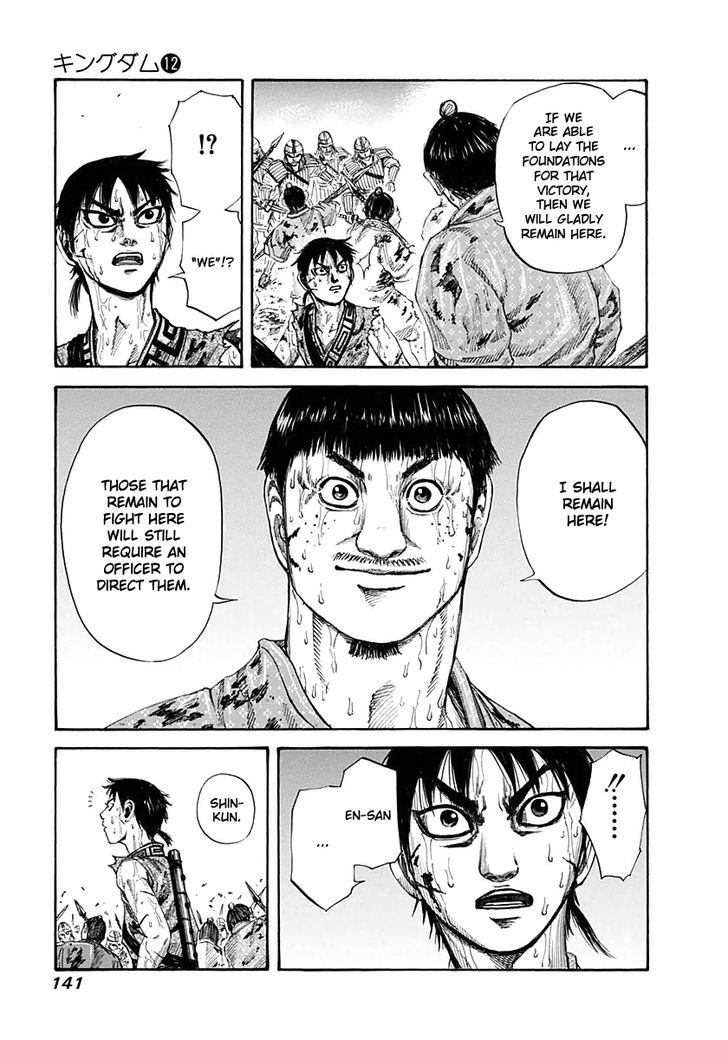 キングダム⓬
...
IF WE
ARE ABLE
TO LAY THE
FOUNDATIONS
FOR THAT
VICTORY,
THEN WE
WILL GLADLY
REMAIN HERE.
!?
"WE"!?
I SHALL
REMAIN
HERE!
THOSE THAT
REMAIN TO
FIGHT HERE
WILL STILL
REQUIRE AN
OFFICER TO
DIRECT THEM.
!!......
EN-SAN
...
SHIN-
KUN.
141